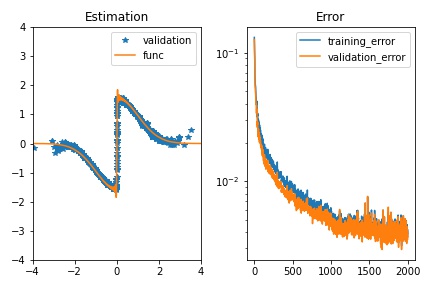 Estimation
validation
func
4
3
2
1
0
−1
−2
−3
−4
−4 −2 0 2 4
Error
training_error
validation_error
10⁻¹
10⁻²
0 500 1000 1500 2000